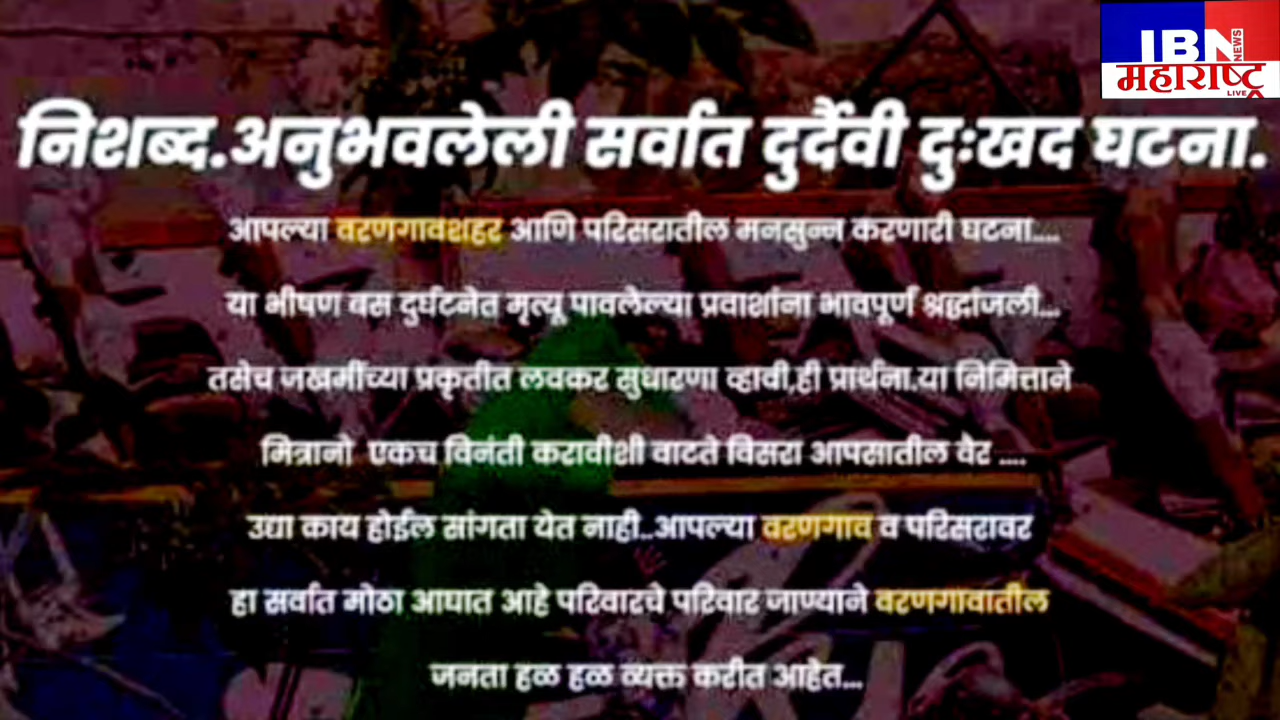 IBN NEWS
महाराष्ट्र
LIVE
निशब्द.अनुभवलेली सर्वात दुर्दैवी दुःखद घटना.
आपल्या वरणगावशहर आणि परिसरातील मनसुन्न करणारी घटना....
या भीषण बस दुर्घटनेत मृत्यू पावलेल्या प्रवाशांना भावपूर्ण श्रद्धांजली...
तसेच जखमींच्या प्रकृतीत लवकर सुधारणा व्हावी,ही प्रार्थना.या निमित्ताने
मित्रानो एकच विनंती करावीशी वाटते विसरा आपसातील वैर ....
उद्या काय होईल सांगता येत नाही..आपल्या वरणगाव व परिसरावर
हा सर्वात मोठा आघात आहे परिवारचे परिवार जाण्याने वरणगावातील
जनता हळ हळ व्यक्त करीत आहेत...